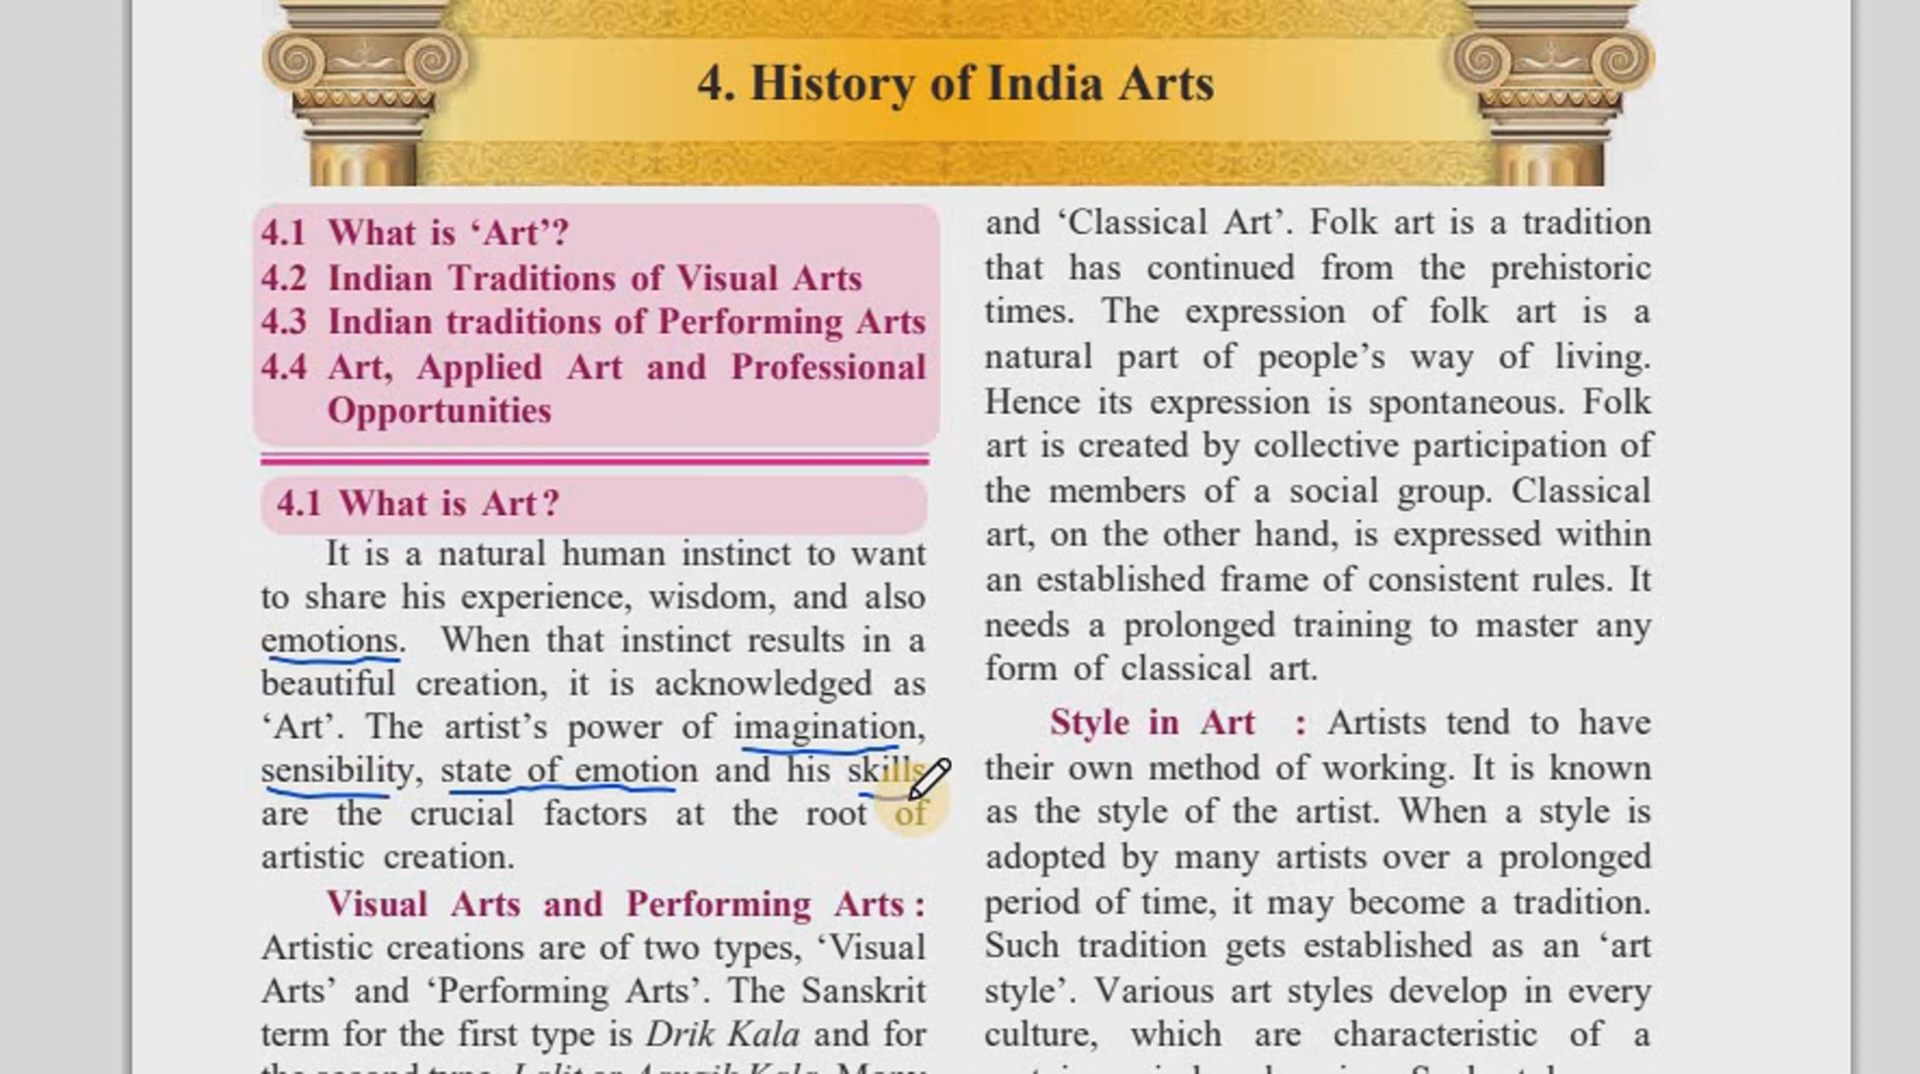 4. History of India Arts
4.1 What is ‘Art’?
4.2 Indian Traditions of Visual Arts
4.3 Indian traditions of Performing Arts
4.4 Art, Applied Art and Professional
Opportunities
4.1 What is Art?
It is a natural human instinct to want
to share his experience, wisdom, and also
emotions. When that instinct results in a
beautiful creation, it is acknowledged as
‘Art’. The artist’s power of imagination,
sensibility, state of emotion and his skills
are the crucial factors at the root of
artistic creation.
Visual Arts and Performing Arts :
Artistic creations are of two types, ‘Visual
Arts’ and ‘Performing Arts’. The Sanskrit
term for the first type is Drik Kala and for
and ‘Classical Art’. Folk art is a tradition
that has continued from the prehistoric
times. The expression of folk art is a
natural part of people’s way of living.
Hence its expression is spontaneous. Folk
art is created by collective participation of
the members of a social group. Classical
art, on the other hand, is expressed within
an established frame of consistent rules. It
needs a prolonged training to master any
form of classical art.
Style in Art : Artists tend to have
their own method of working. It is known
as the style of the artist. When a style is
adopted by many artists over a prolonged
period of time, it may become a tradition.
Such tradition gets established as an ‘art
style’. Various art styles develop in every
culture, which are characteristic of a